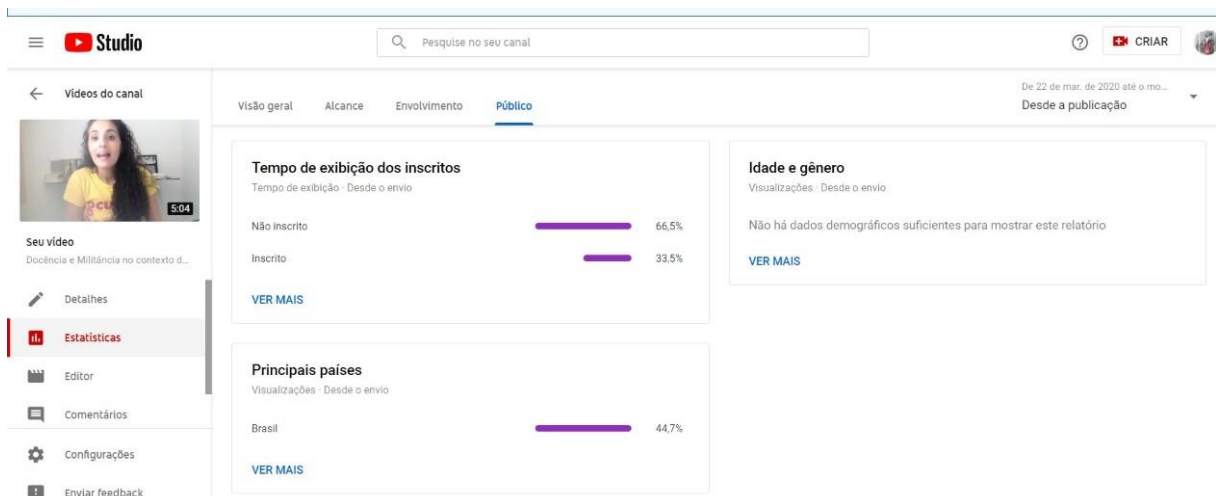 Studio
Pesquise no seu canal
CRIAR
Vídeos do canal
5:04
Seu vídeo
Docência e Militância no contexto d...
Detalhes
Estatísticas
Editor
Comentários
Configurações
Enviar feedback
Visão geral Alcance Envolvimento Público
De 22 de mar. de 2020 até o mo...
Desde a publicação
Tempo de exibição dos inscritos
Tempo de exibição · Desde o envio
Não inscrito 66,5%
Inscrito 33,5%
VER MAIS
Idade e gênero
Visualizações · Desde o envio
Não há dados demográficos suficientes para mostrar este relatório
VER MAIS
Principais países
Visualizações · Desde o envio
Brasil 44,7%
VER MAIS